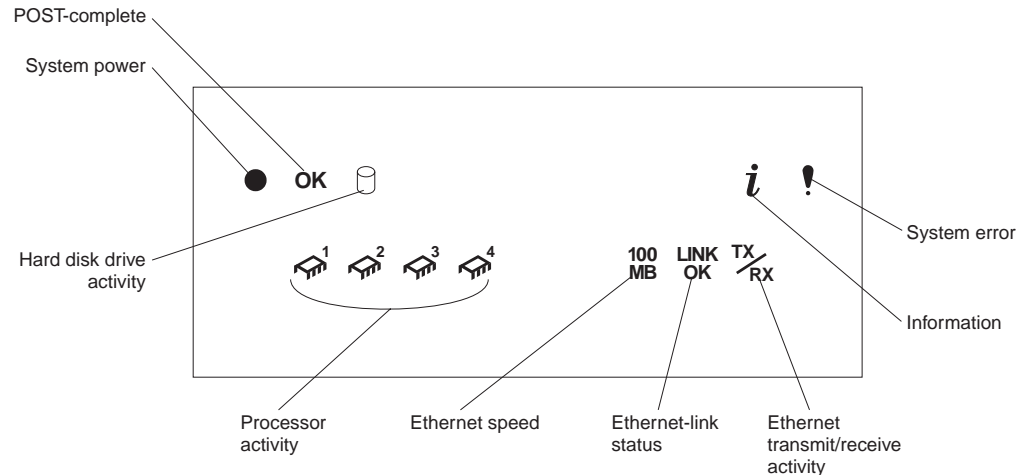 POST-complete
System power
OK
i
!
Hard disk drive
activity
System error
1 2 3 4
100
MB
LINK
OK
TX
RX
Information
Processor
activity
Ethernet speed
Ethernet-link
status
Ethernet
transmit/receive
activity